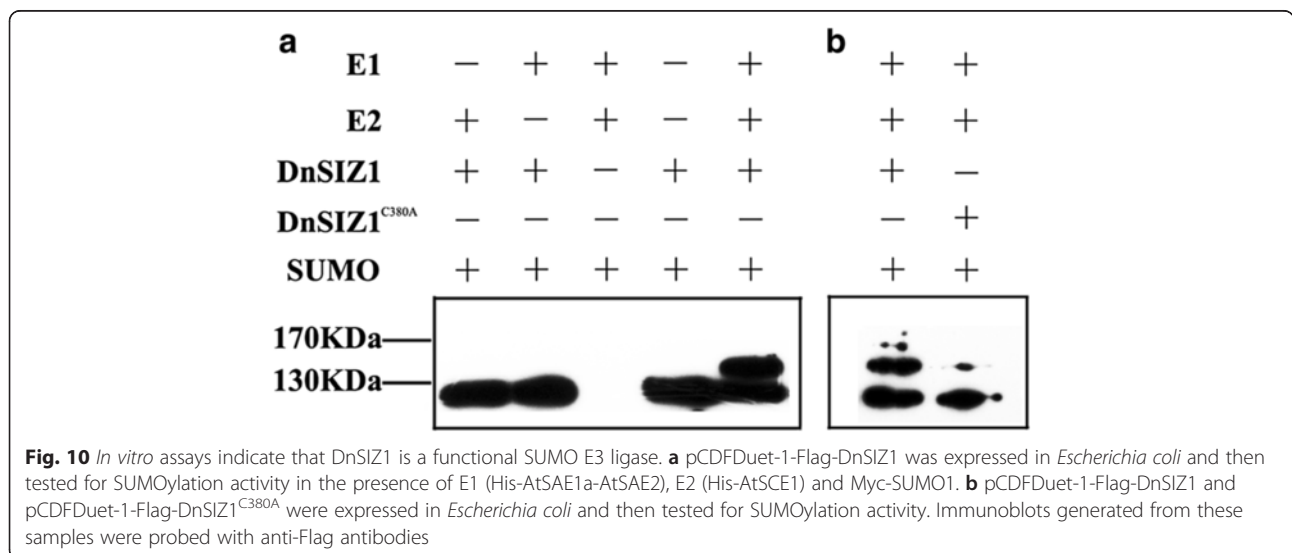 a b
E1 − + + − + + +
E2 + − + − + + +
DnSIZ1 + + − + + + −
DnSIZ1^C380A − − − − − − +
SUMO + + + + + + +
170KDa
130KDa
Fig. 10 In vitro assays indicate that DnSIZ1 is a functional SUMO E3 ligase. a pCDFDuet-1-Flag-DnSIZ1 was expressed in Escherichia coli and then
tested for SUMOylation activity in the presence of E1 (His-AtSAE1a-AtSAE2), E2 (His-AtSCE1) and Myc-SUMO1. b pCDFDuet-1-Flag-DnSIZ1 and
pCDFDuet-1-Flag-DnSIZ1^C380A were expressed in Escherichia coli and then tested for SUMOylation activity. Immunoblots generated from these
samples were probed with anti-Flag antibodies